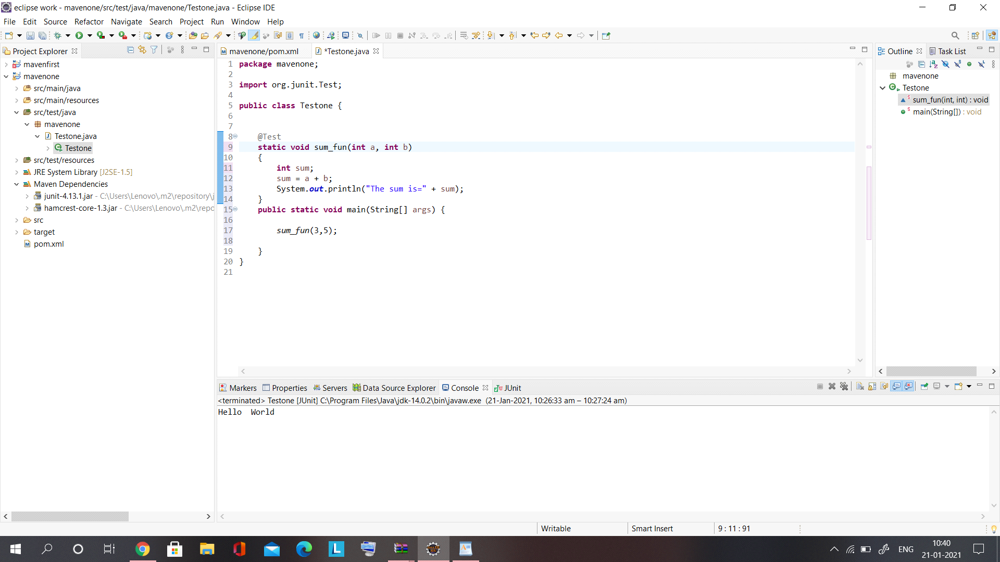 eclipse work - mavenone/src/test/java/mavenone/Testone.java - Eclipse IDE
File Edit Source Refactor Navigate Search Project Run Window Help
Project Explorer
mavenfirst
mavenone
src/main/java
src/main/resources
src/test/java
mavenone
Testone.java
Testone
src/test/resources
JRE System Library [J2SE-1.5]
Maven Dependencies
junit-4.13.1.jar - C:\Users\Lenovo\.m2\repository\j
hamcrest-core-1.3.jar - C:\Users\Lenovo\.m2\repo
src
target
pom.xml
mavenone/pom.xml *Testone.java
1 package mavenone;
2
3 import org.junit.Test;
4
5 public class Testone {
6
7
8 @Test
9 static void sum_fun(int a, int b)
10 {
11 int sum;
12 sum = a + b;
13 System.out.println("The sum is=" + sum);
14 }
15 public static void main(String[] args) {
16
17 sum_fun(3,5);
18
19 }
20 }
21
Outline Task List
mavenone
Testone
sum_fun(int, int) : void
main(String[]) : void
Markers Properties Servers Data Source Explorer Console JUnit
<terminated> Testone [JUnit] C:\Program Files\Java\jdk-14.0.2\bin\javaw.exe (21-Jan-2021, 10:26:33 am – 10:27:24 am)
Hello  World
Writable Smart Insert 9 : 11 : 91
ENG
10:40
21-01-2021